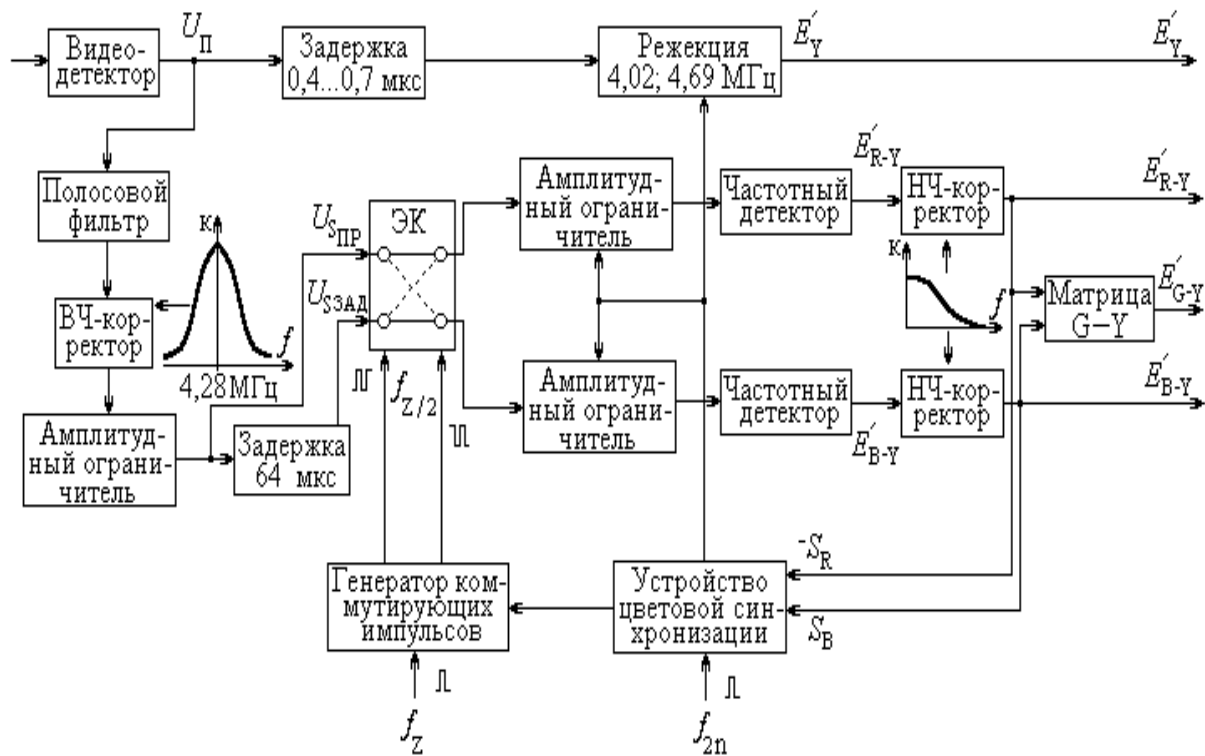 Видео-
детектор
U_П
Задержка
0,4...0,7 мкс
Режекция
4,02; 4,69 МГц
E'_Y
E'_Y
Полосовой
фильтр
ВЧ-кор-
ректор
к
f
4,28 МГц
Амплитуд-
ный ограни-
читель
Задержка
64 мкс
U_SПР
U_SЗАД
ЭК
f_Z/2
Амплитуд-
ный ограни-
читель
Частотный
детектор
E'_R-Y
НЧ-кор-
ректор
E'_R-Y
к
f
Матрица
G–Y
E'_G-Y
Амплитуд-
ный ограни-
читель
Частотный
детектор
E'_B-Y
НЧ-кор-
ректор
E'_B-Y
Генератор ком-
мутирующих
импульсов
Устройство
цветовой син-
хронизации
-S_R
S_B
f_Z
f_2n